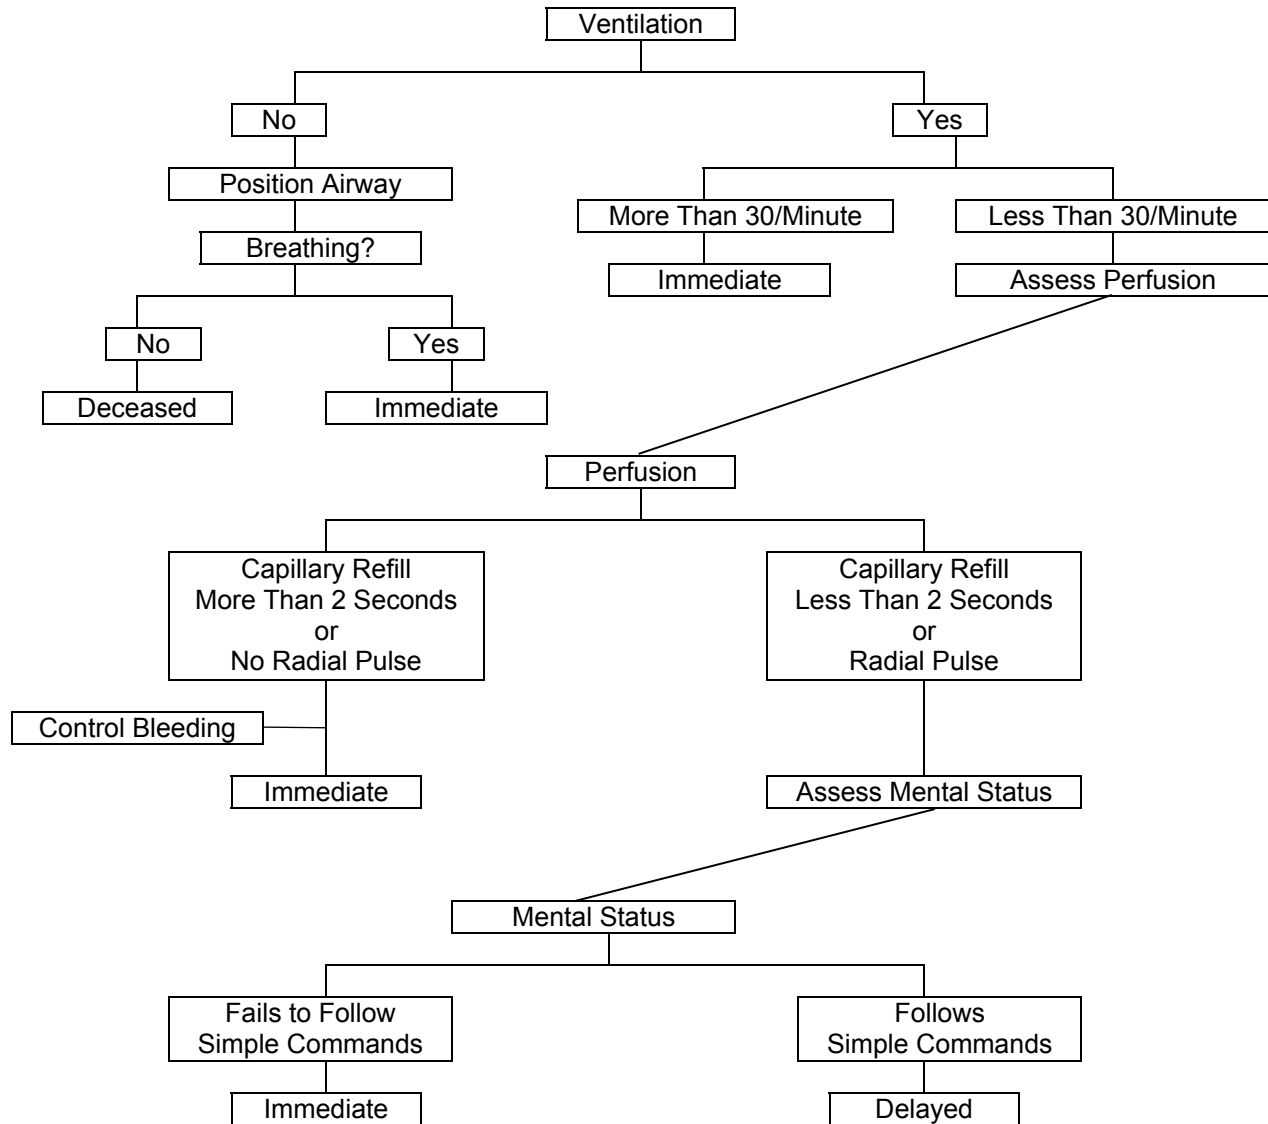 Ventilation
No
Yes
Position Airway
More Than 30/Minute
Less Than 30/Minute
Breathing?
Immediate
Assess Perfusion
No
Yes
Deceased
Immediate
Perfusion
Capillary Refill
More Than 2 Seconds
or
No Radial Pulse
Capillary Refill
Less Than 2 Seconds
or
Radial Pulse
Control Bleeding
Immediate
Assess Mental Status
Mental Status
Fails to Follow
Simple Commands
Follows
Simple Commands
Immediate
Delayed